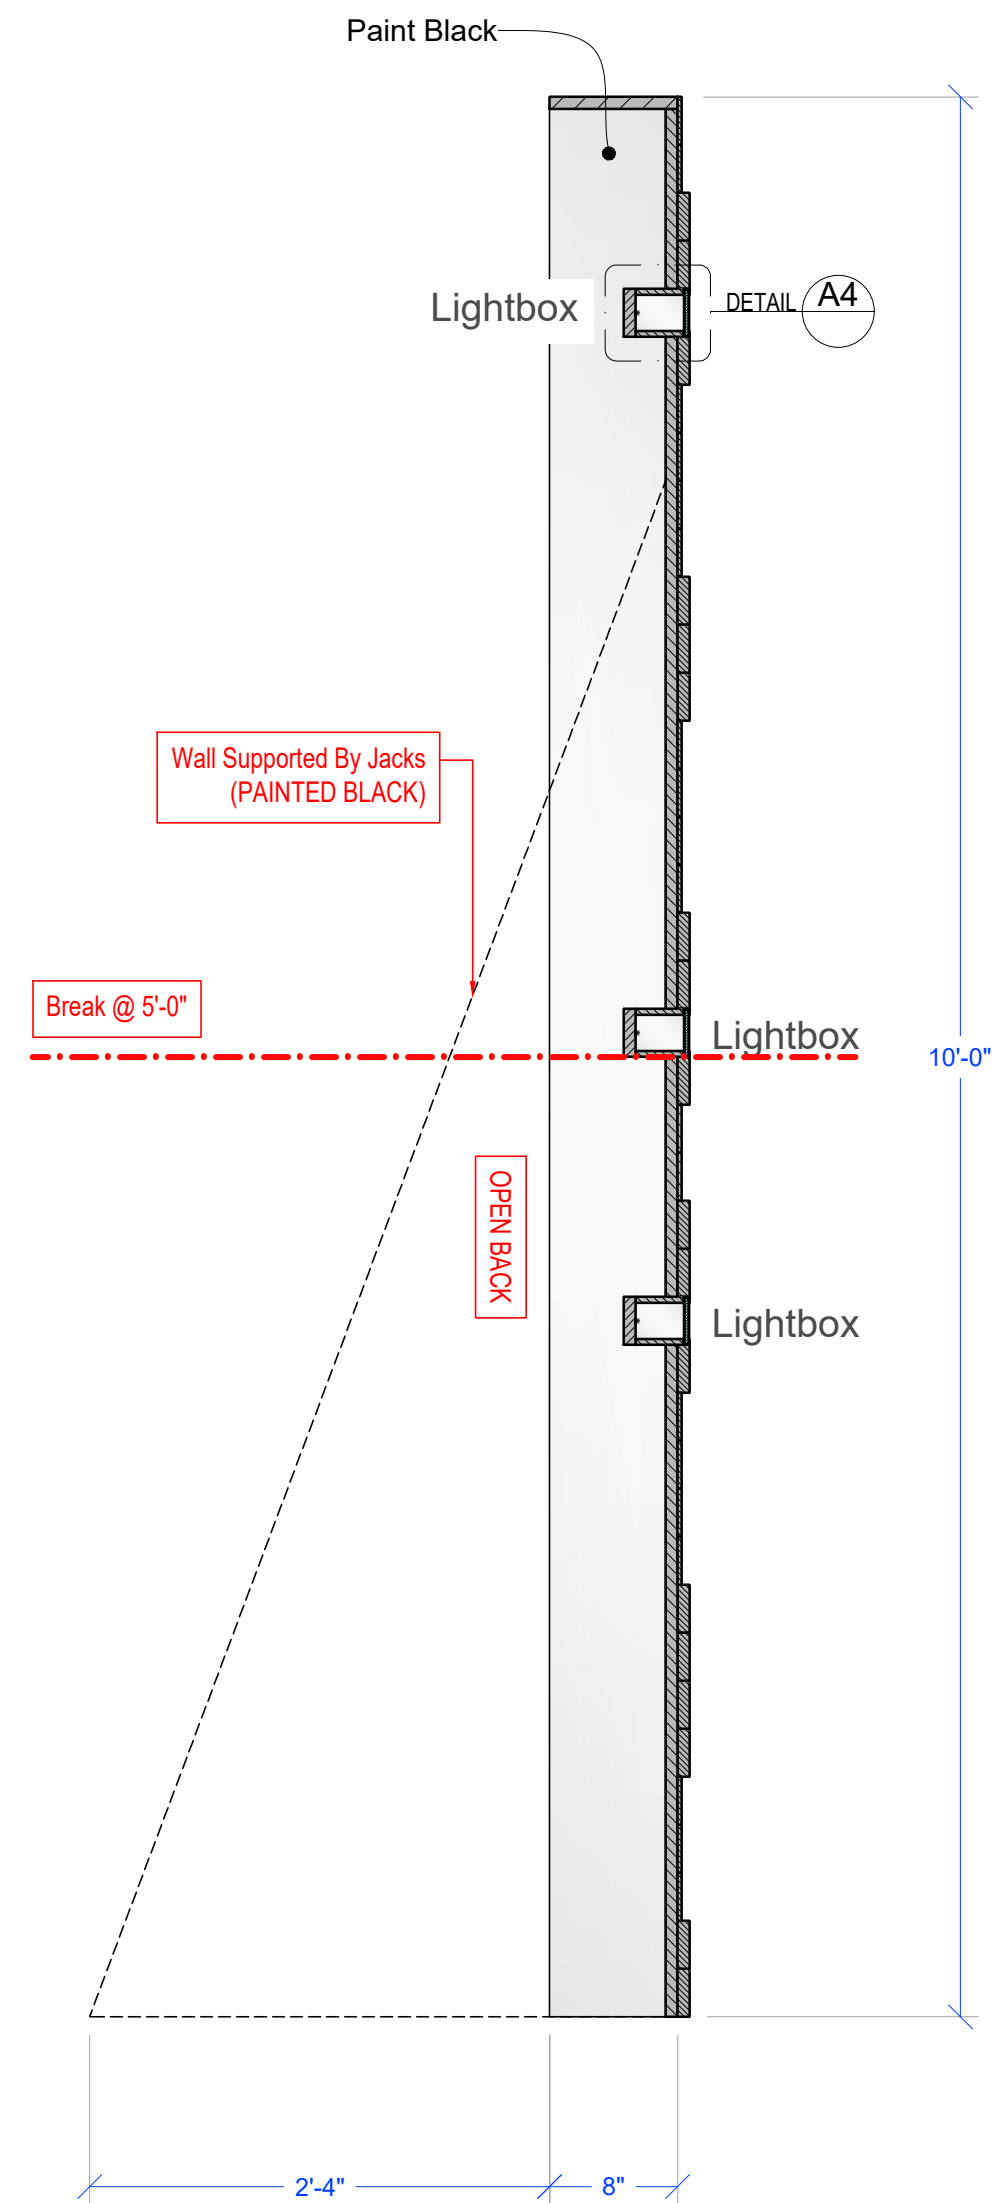 Paint Black
Lightbox
DETAIL
A4
Wall Supported By Jacks
(PAINTED BLACK)
Break @ 5'-0"
Lightbox
10'-0"
OPEN BACK
Lightbox
2'-4"
8"